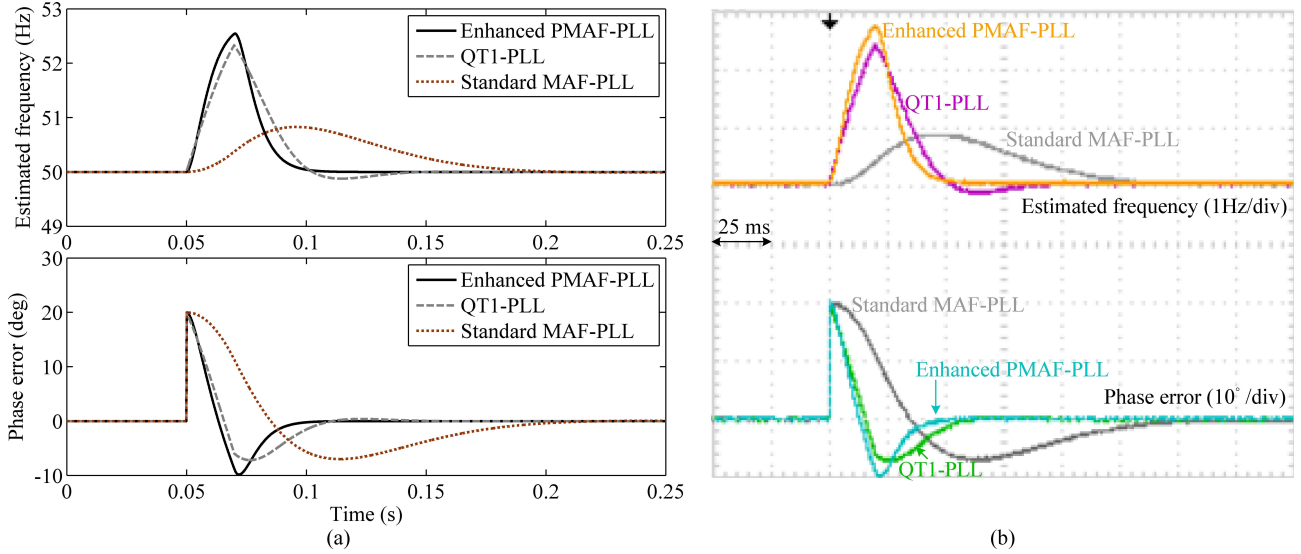 Estimated frequency (Hz)
53
52
51
50
49
Enhanced PMAF-PLL
QT1-PLL
Standard MAF-PLL
0
0.05
0.1
0.15
0.2
0.25
Phase error (deg)
30
20
10
0
-10
Enhanced PMAF-PLL
QT1-PLL
Standard MAF-PLL
0
0.05
0.1
0.15
0.2
0.25
Time (s)
(a)
Enhanced PMAF-PLL
QT1-PLL
Standard MAF-PLL
Estimated frequency (1Hz/div)
25 ms
Standard MAF-PLL
Enhanced PMAF-PLL
Phase error (10° /div)
QT1-PLL
(b)